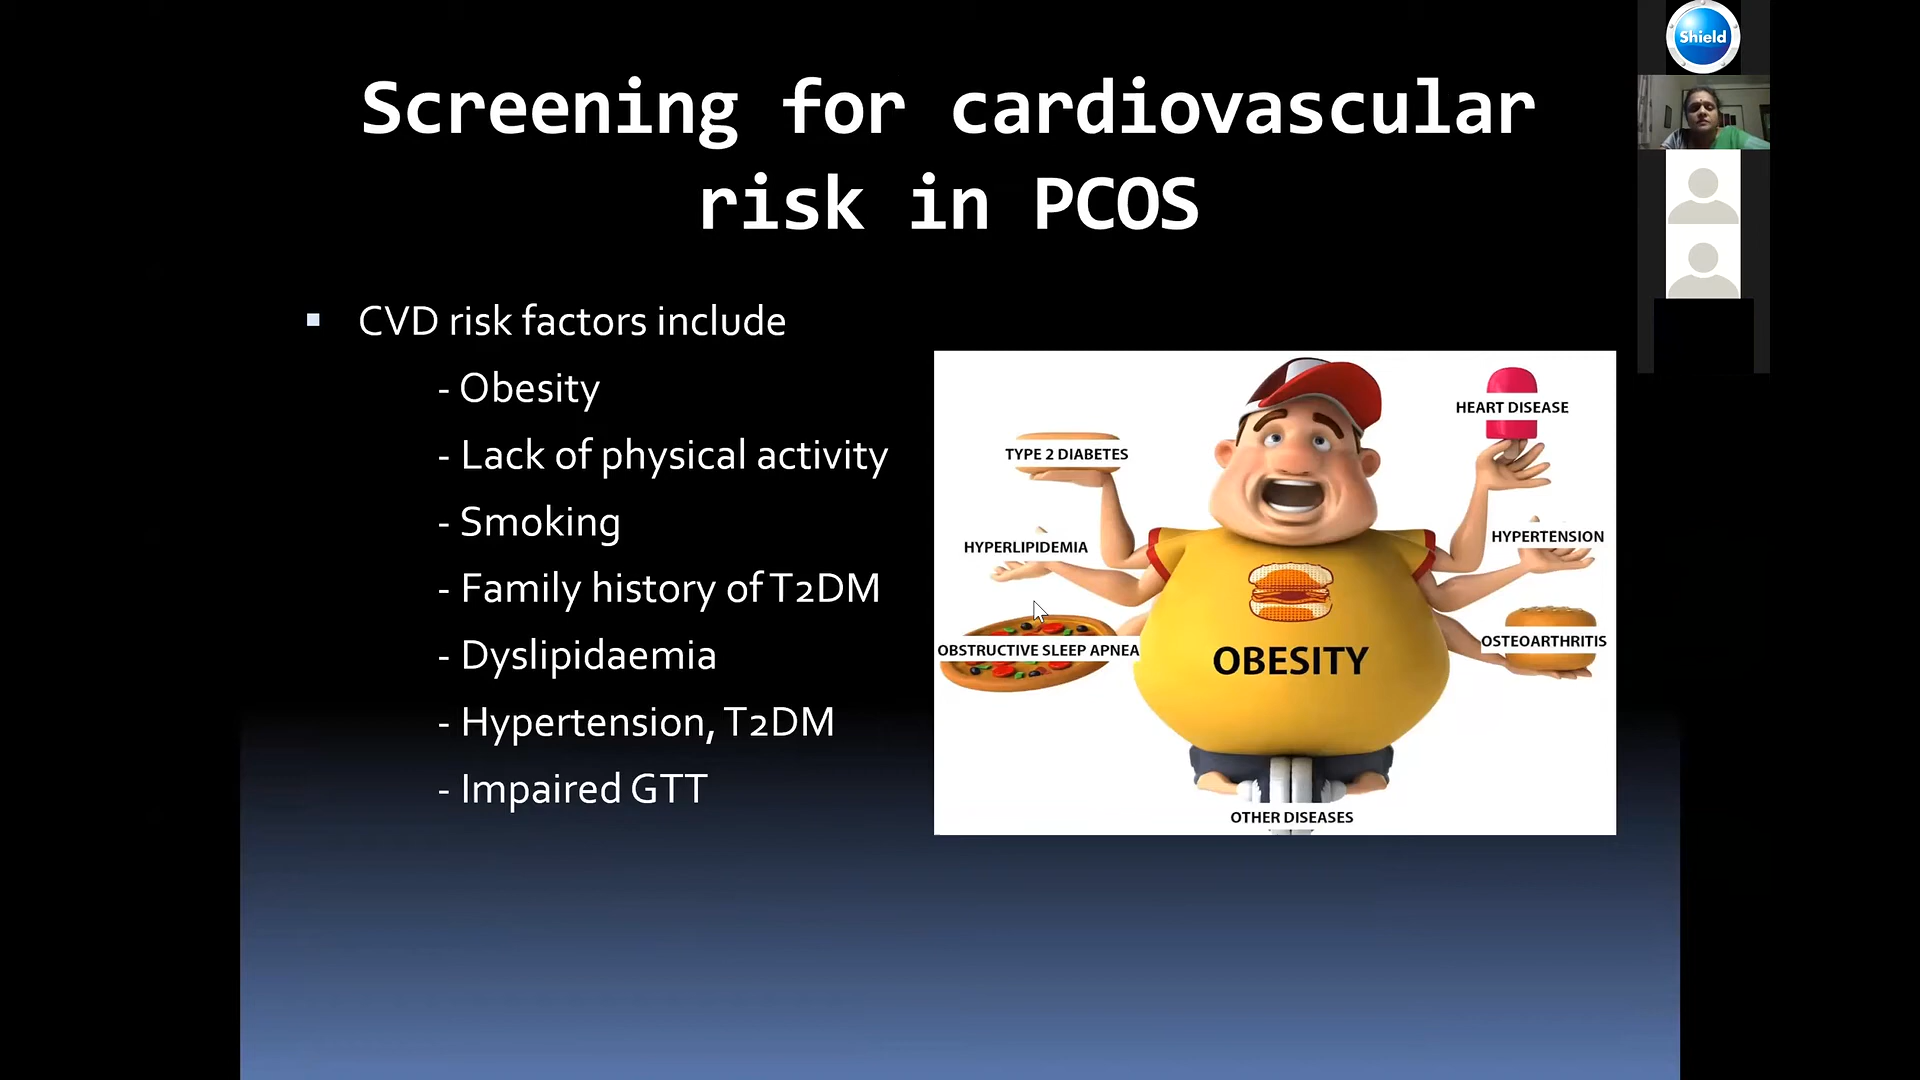 Screening for cardiovascular
risk in PCOS
CVD risk factors include
- Obesity
- Lack of physical activity
- Smoking
- Family history of T2DM
- Dyslipidaemia
- Hypertension, T2DM
- Impaired GTT
HEART DISEASE
TYPE 2 DIABETES
HYPERTENSION
HYPERLIPIDEMIA
OSTEOARTHRITIS
OBSTRUCTIVE SLEEP APNEA
OBESITY
OTHER DISEASES
Shield